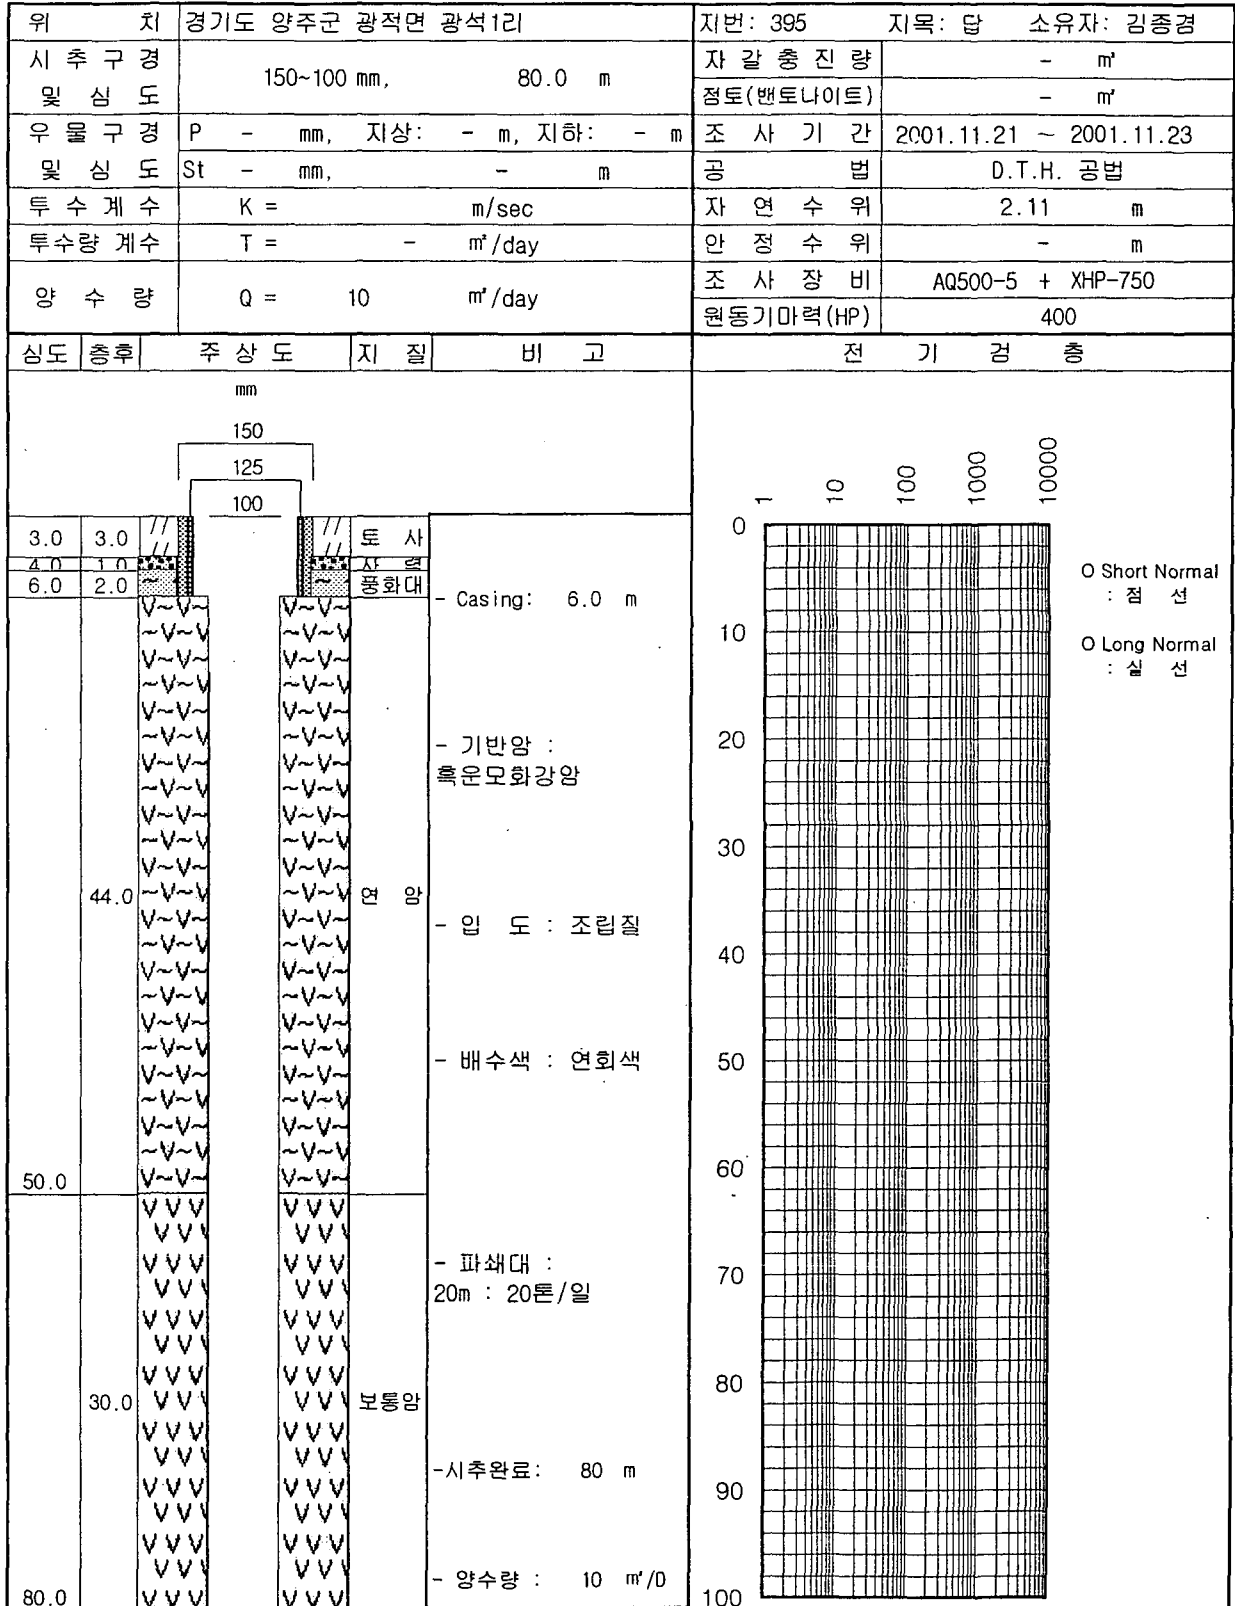 위 치 경기도 양주군 광적면 광석1리 지번: 395 지목: 답 소유자: 김종경
시 추 구 경 및 심 도 150~100 mm, 80.0 m 자 갈 충 진 량 - ㎥
점토(밴토나이트) - ㎥
우 물 구 경 및 심 도 P - mm, 지상: - m, 지하: - m 조 사 기 간 2001.11.21 ~ 2001.11.23
St - mm, - m 공 법 D.T.H. 공법
투 수 계 수 K = m/sec 자 연 수 위 2.11 m
투수량 계수 T = - ㎡/day 안 정 수 위 - m
양 수 량 Q = 10 ㎥/day 조 사 장 비 AQ500-5 + XHP-750
원동기마력(HP) 400
심도 층후 주 상 도 지 질 비 고 전 기 검 층
mm
150
125
100
1 10 100 1000 10000
3.0 3.0 토 사
4.0 1.0 사 력
6.0 2.0 풍화대
- Casing: 6.0 m
- 기반암 :
흑운모화강암
44.0 연 암
- 입 도 : 조립질
- 배수색 : 연회색
50.0
- 파쇄대 :
20m : 20톤/일
30.0 보통암
-시추완료: 80 m
- 양수량 : 10 ㎥/D
80.0
0
10
20
30
40
50
60
70
80
90
100
O Short Normal
: 점 선
O Long Normal
: 실 선